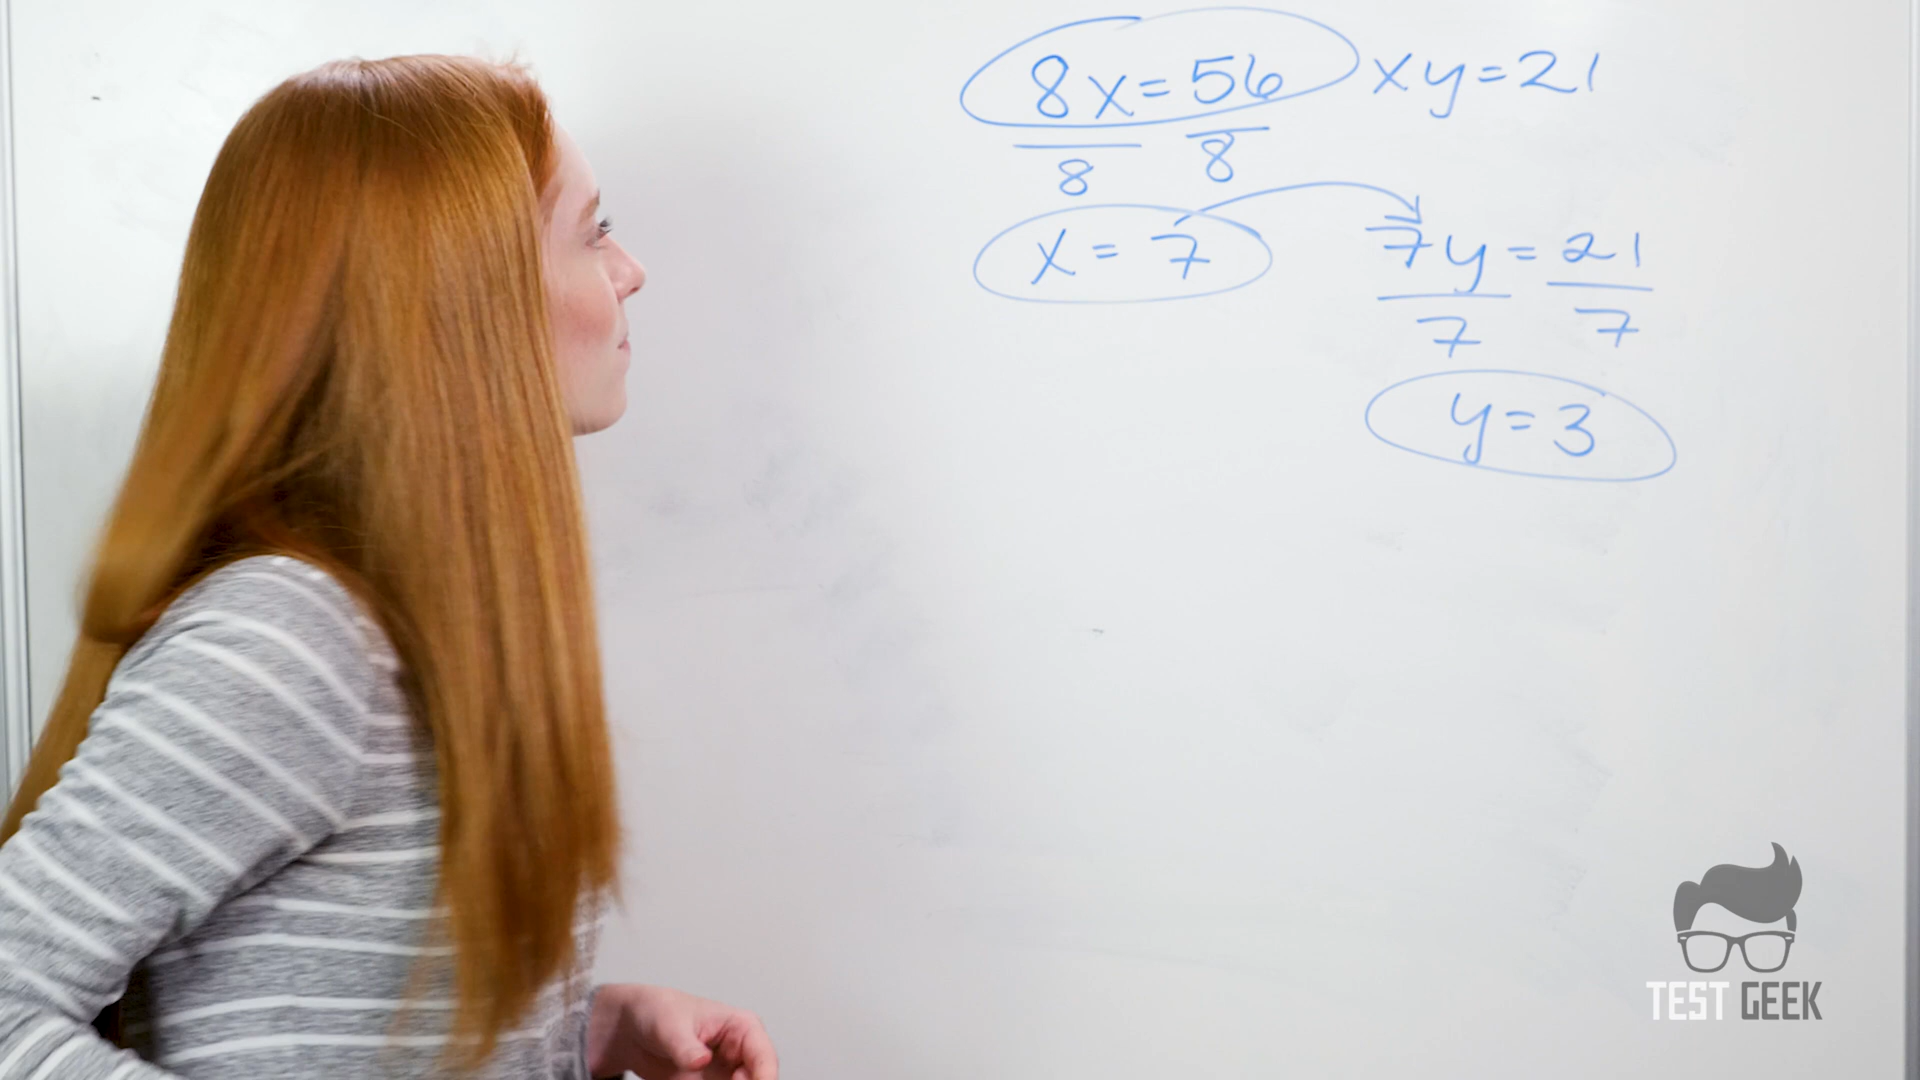 8x=56 xy=21
8 8
x = 7
7y = 21
7 7
y=3
TEST GEEK